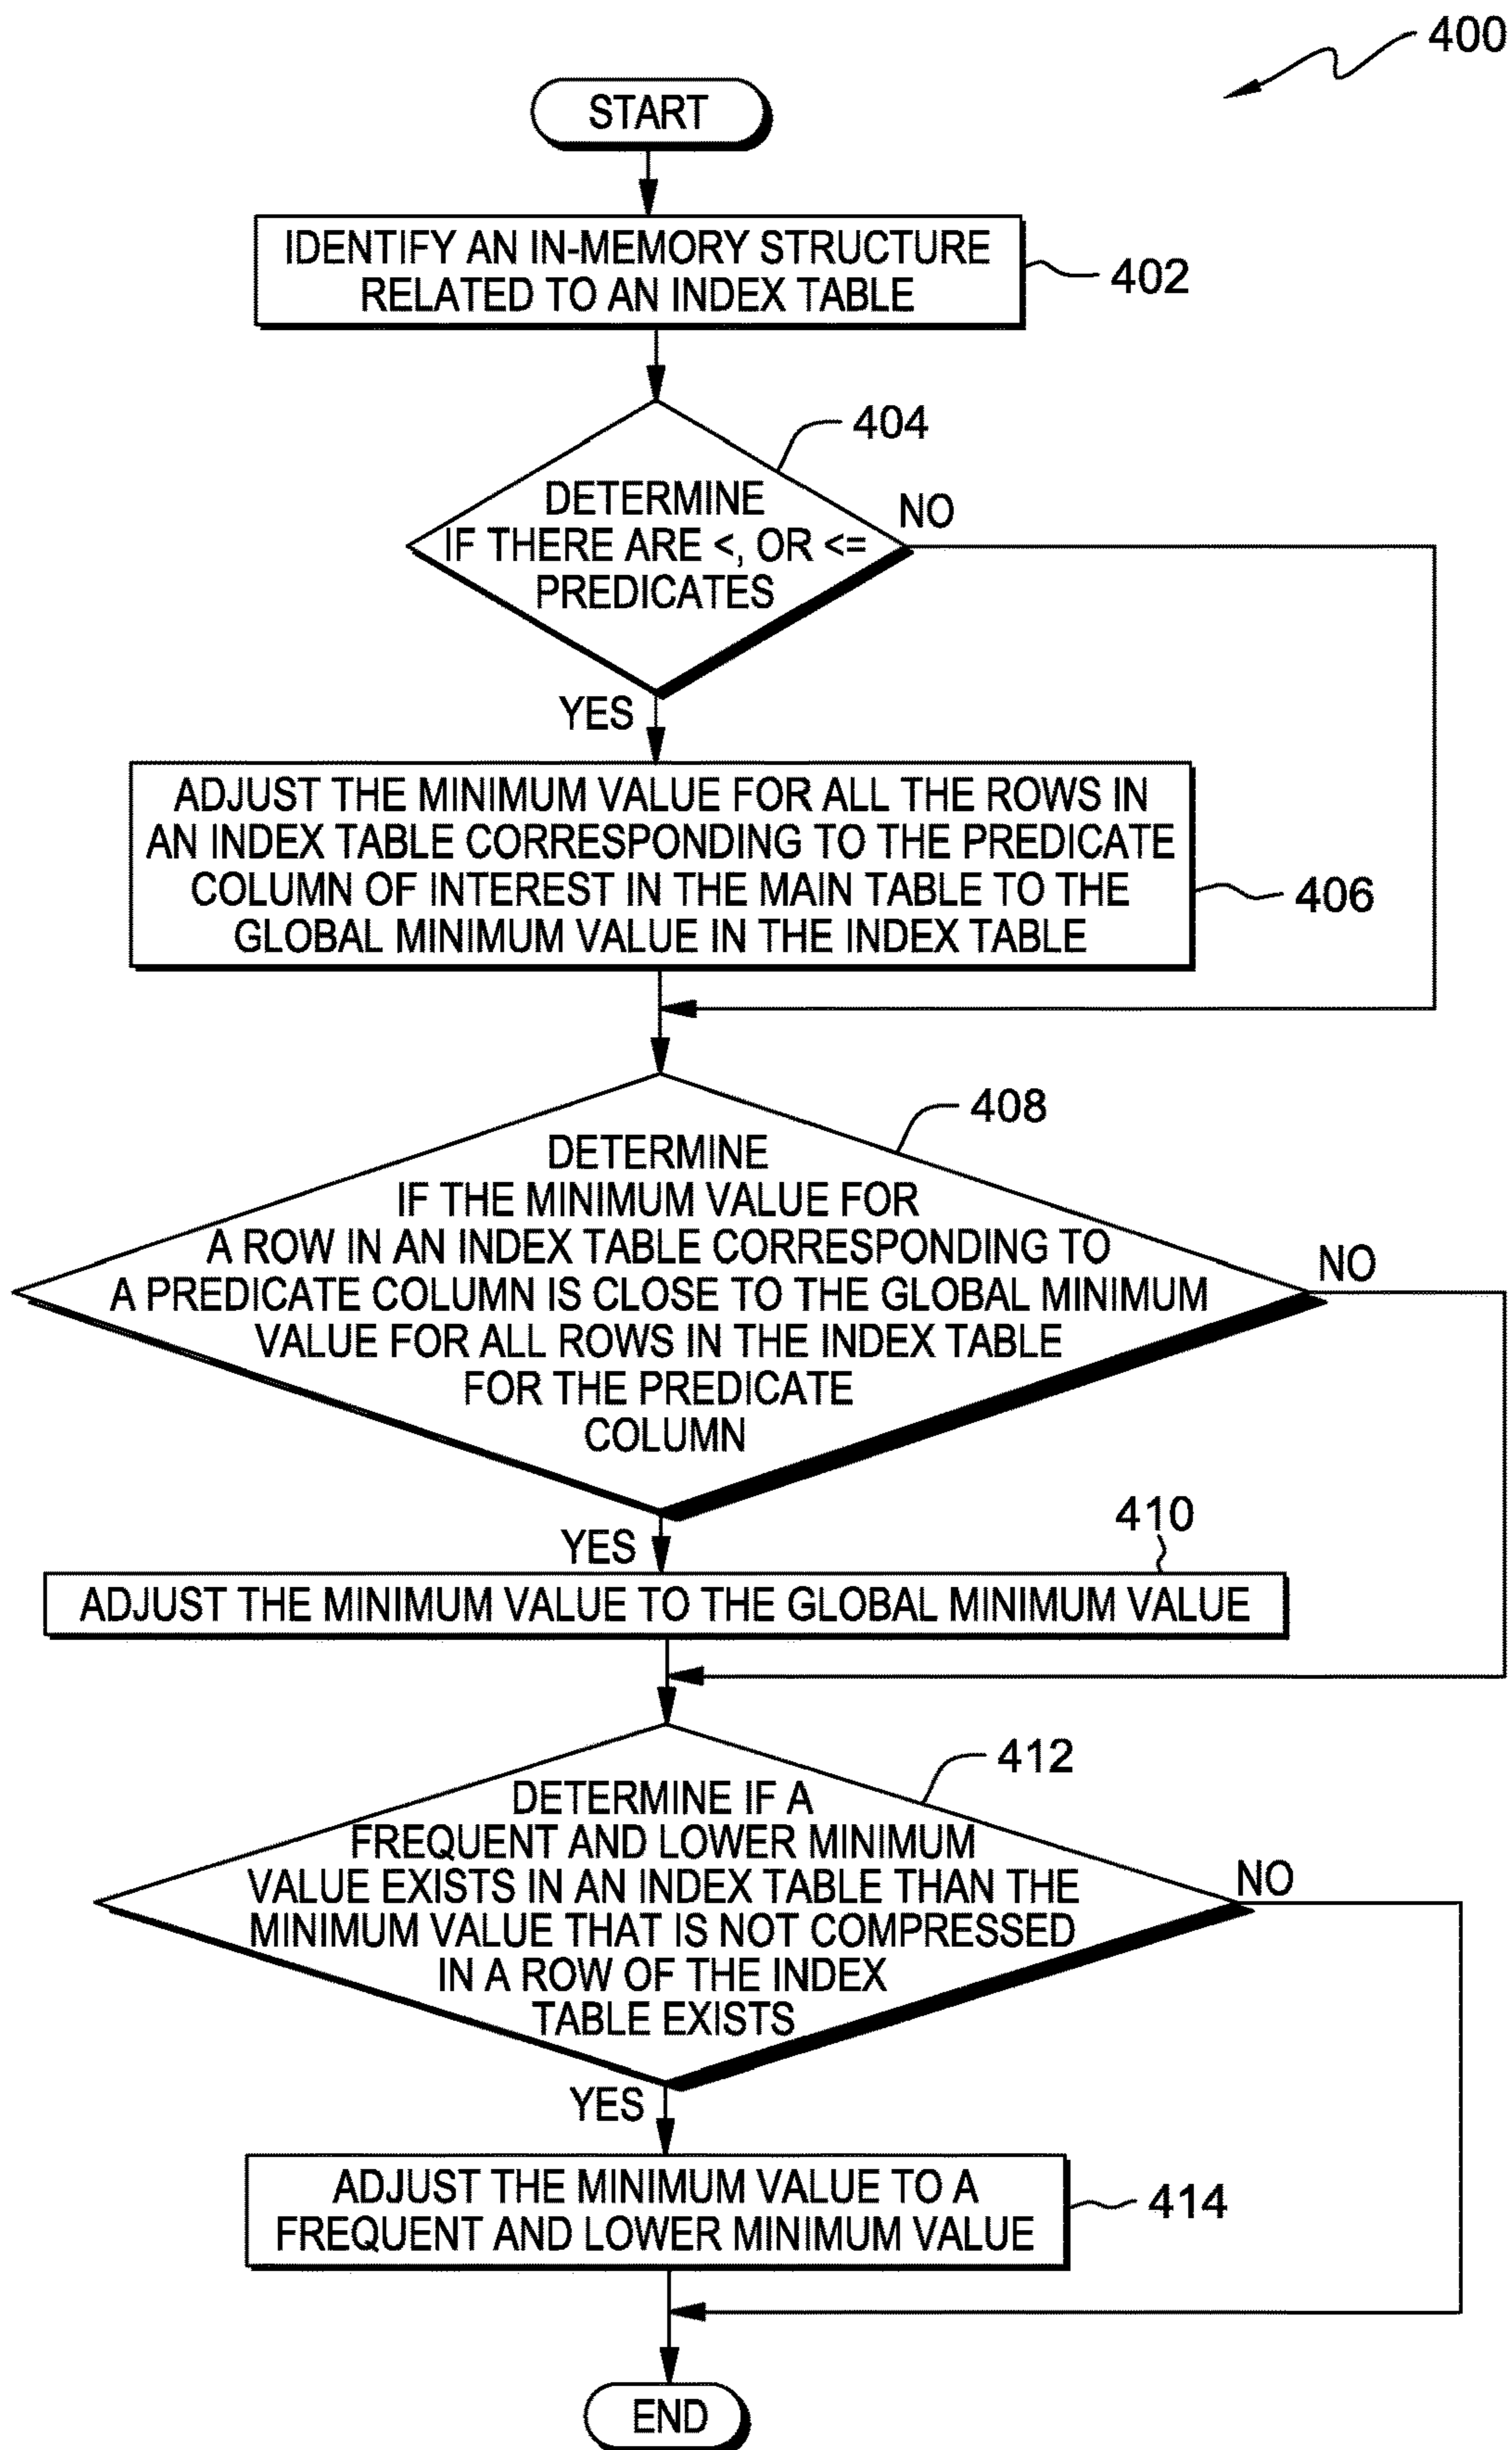 400
START
IDENTIFY AN IN-MEMORY STRUCTURE
RELATED TO AN INDEX TABLE
402
404
DETERMINE
IF THERE ARE <, OR <=
PREDICATES
NO
YES
ADJUST THE MINIMUM VALUE FOR ALL THE ROWS IN
AN INDEX TABLE CORRESPONDING TO THE PREDICATE
COLUMN OF INTEREST IN THE MAIN TABLE TO THE
GLOBAL MINIMUM VALUE IN THE INDEX TABLE
406
408
DETERMINE
IF THE MINIMUM VALUE FOR
A ROW IN AN INDEX TABLE CORRESPONDING TO
A PREDICATE COLUMN IS CLOSE TO THE GLOBAL MINIMUM
VALUE FOR ALL ROWS IN THE INDEX TABLE
FOR THE PREDICATE
COLUMN
NO
YES
410
ADJUST THE MINIMUM VALUE TO THE GLOBAL MINIMUM VALUE
412
DETERMINE IF A
FREQUENT AND LOWER MINIMUM
VALUE EXISTS IN AN INDEX TABLE THAN THE
MINIMUM VALUE THAT IS NOT COMPRESSED
IN A ROW OF THE INDEX
TABLE EXISTS
NO
YES
ADJUST THE MINIMUM VALUE TO A
FREQUENT AND LOWER MINIMUM VALUE
414
END